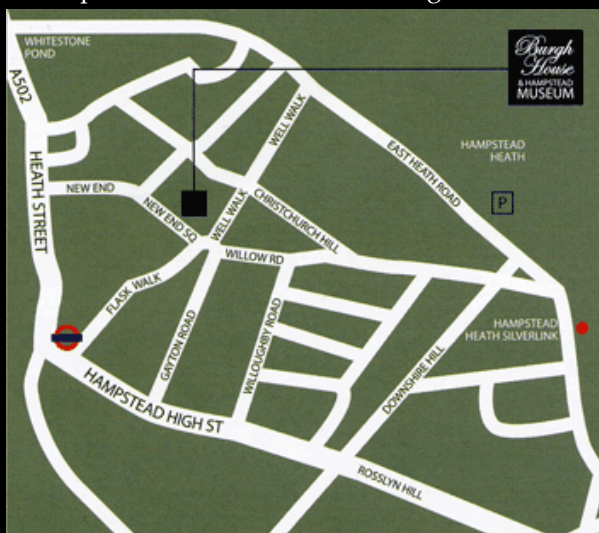 WHITESTONE
POND
A502
Burgh
House
& HAMPSTEAD
MUSEUM
WELL WALK
EAST HEATH ROAD
HAMPSTEAD
HEATH
P
HEATH STREET
NEW END
NEW END SQ
WELL WALK
CHRISTCHURCH HILL
WILLOW RD
FLASK WALK
GAYTON ROAD
WILLOUGHBY ROAD
HAMPSTEAD
HEATH SILVERLINK
DOWNSHIRE HILL
HAMPSTEAD HIGH ST
ROSSLYN HILL